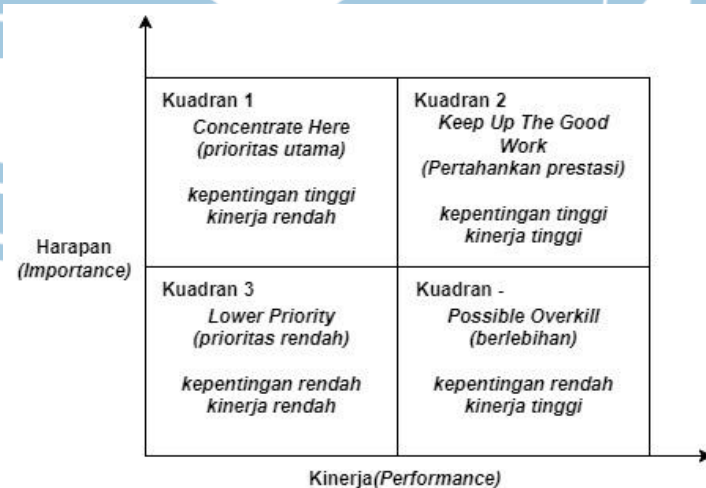 Kuadran 1
Concentrate Here
(prioritas utama)
kepentingan tinggi
kinerja rendah
Kuadran 2
Keep Up The Good
Work
(Pertahankan prestasi)
kepentingan tinggi
kinerja tinggi
Harapan
(Importance)
Kuadran 3
Lower Priority
(prioritas rendah)
kepentingan rendah
kinerja rendah
Kuadran -
Possible Overkill
(berlebihan)
kepentingan rendah
kinerja tinggi
Kinerja(Performance)